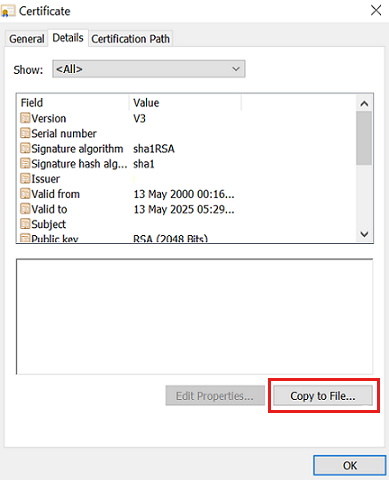 Certificate
General Details Certification Path
Show: <All>
Field Value
Version V3
Serial number
Signature algorithm sha1RSA
Signature hash alg... sha1
Issuer
Valid from 13 May 2000 00:16...
Valid to 13 May 2025 05:29...
Subject
Public key RSA (2048 Bits)
Edit Properties... Copy to File...
OK